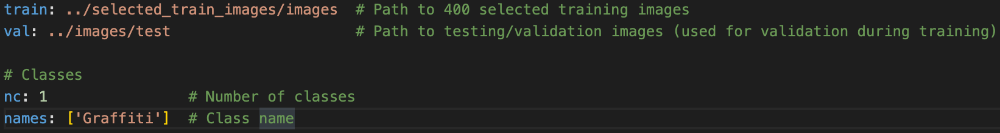 train: ../selected_train_images/images  # Path to 400 selected training images
val: ../images/test                     # Path to testing/validation images (used for validation during training)
# Classes
nc: 1                # Number of classes
names: ['Graffiti']  # Class name